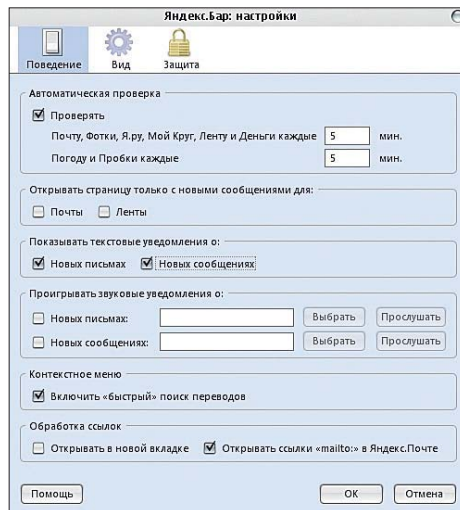 Яндекс.Бар: настройки
Поведение Вид Защита
Автоматическая проверка
Проверять
Почту, Фотки, Я.ру, Мой Круг, Ленту и Деньги каждые 5 мин.
Погоду и Пробки каждые 5 мин.
Открывать страницу только с новыми сообщениями для:
Почты Ленты
Показывать текстовые уведомления о:
Новых письмах Новых сообщениях
Проигрывать звуковые уведомления о:
Новых письмах: Выбрать Прослушать
Новых сообщениях: Выбрать Прослушать
Контекстное меню
Включить «быстрый» поиск переводов
Обработка ссылок
Открывать в новой вкладке Открывать ссылки «mailto:» в Яндекс.Почте
Помощь OK Отмена